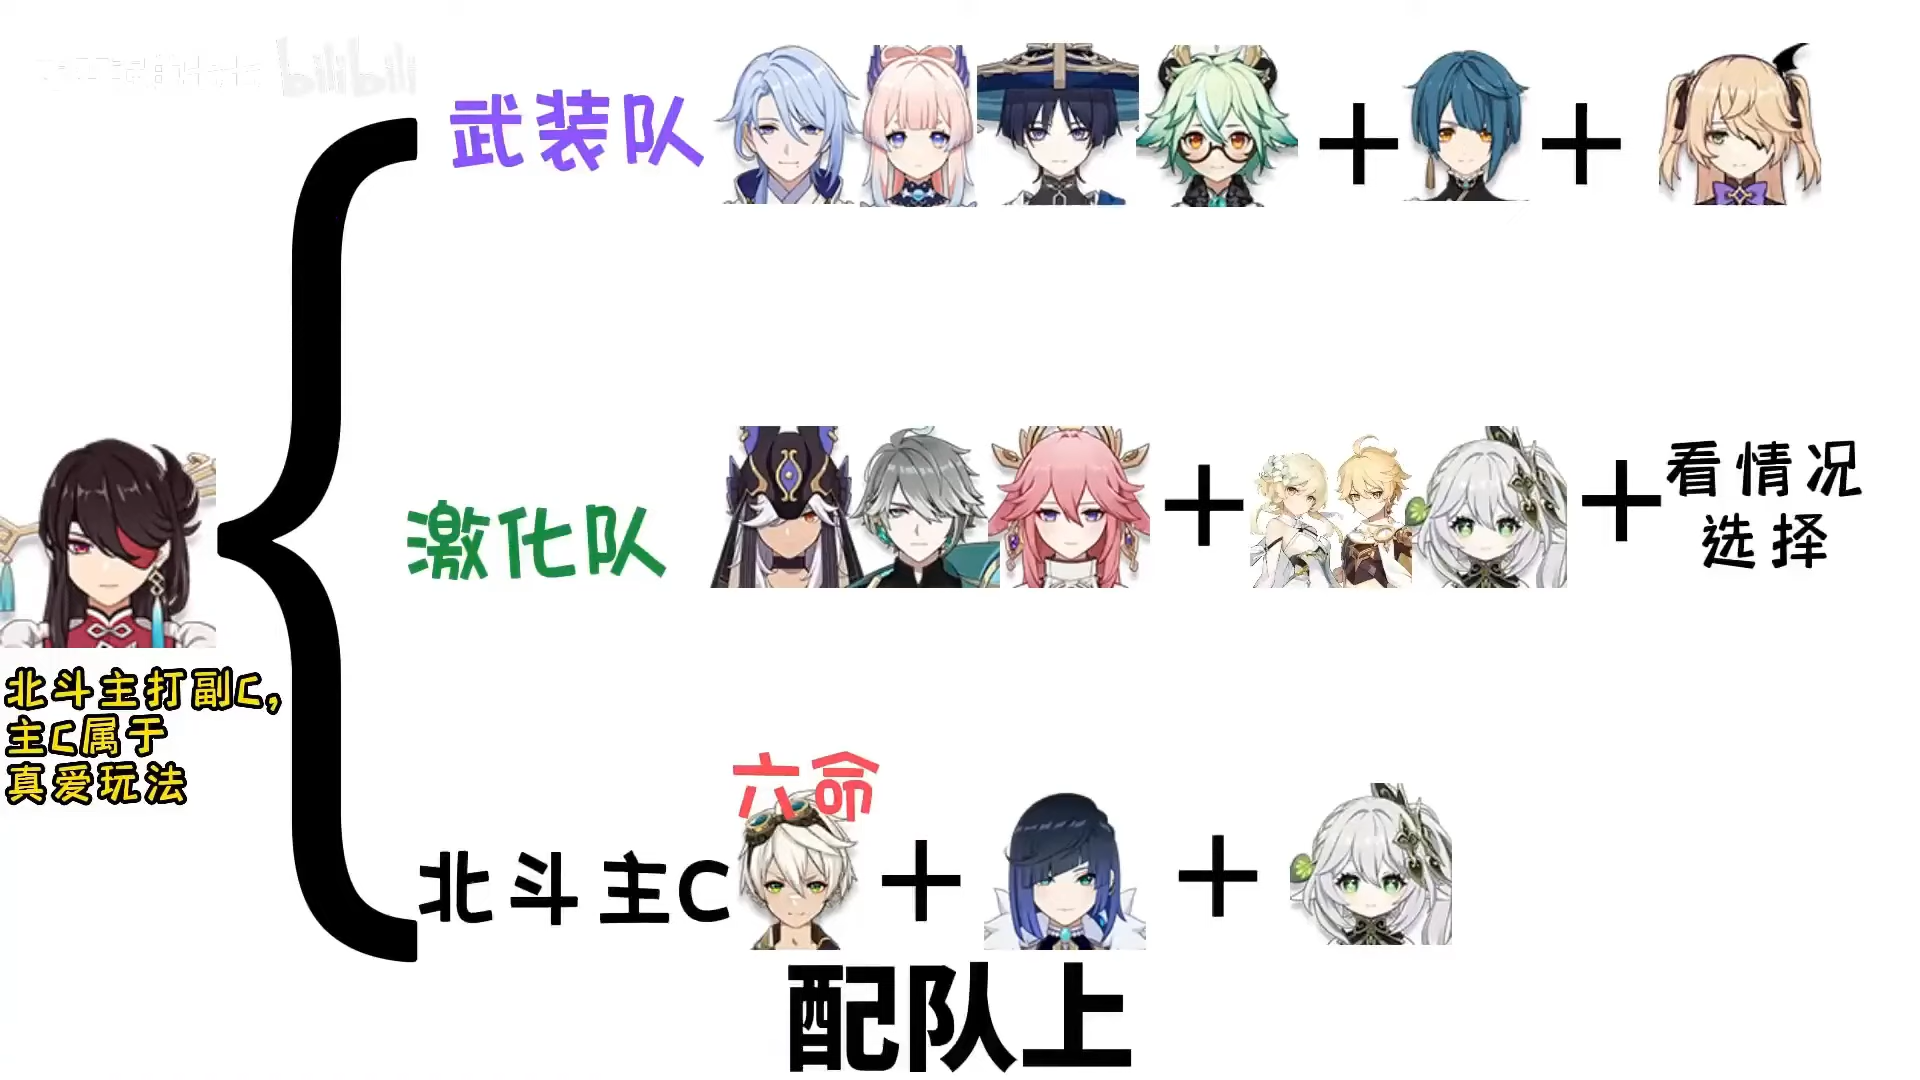 bilibili
武装队
激化队
看情况
选择
北斗主打副C,
主C属于
真爱玩法
六命
北斗主C
配队上